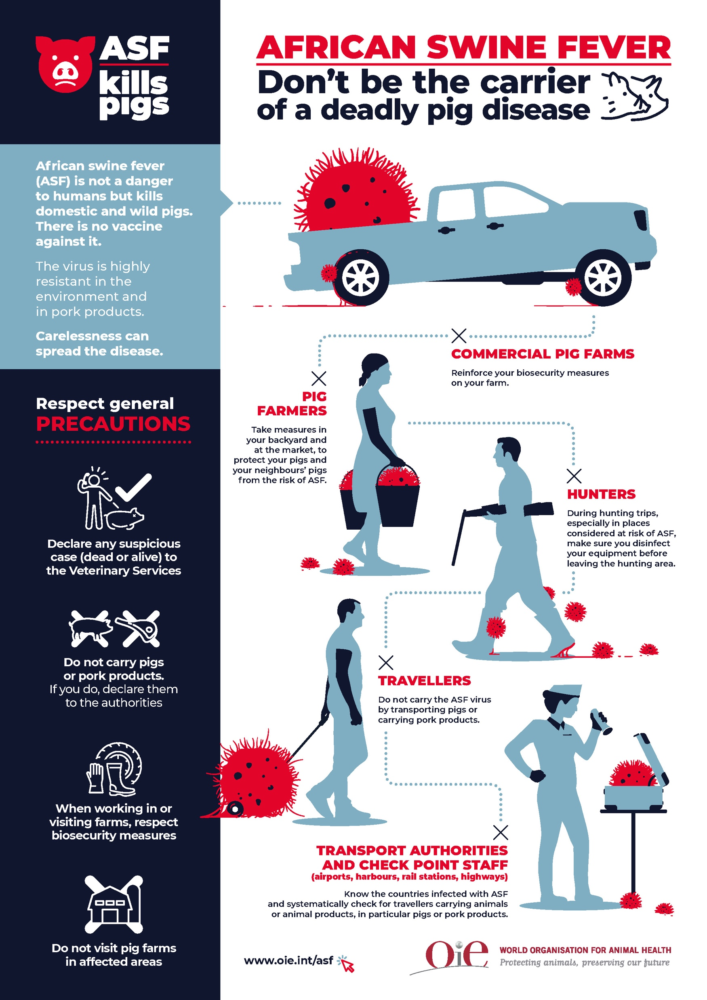 ASF
kills
pigs
AFRICAN SWINE FEVER
Don't be the carrier
of a deadly pig disease
African swine fever
(ASF) is not a danger
to humans but kills
domestic and wild pigs.
There is no vaccine
against it.
The virus is highly
resistant in the
environment and
in pork products.
Carelessness can
spread the disease.
Respect general
PRECAUTIONS
Declare any suspicious
case (dead or alive) to
the Veterinary Services
Do not carry pigs
or pork products.
If you do, declare them
to the authorities
When working in or
visiting farms, respect
biosecurity measures
Do not visit pig farms
in affected areas
COMMERCIAL PIG FARMS
Reinforce your biosecurity measures
on your farm.
PIG
FARMERS
Take measures in
your backyard and
at the market, to
protect your pigs and
your neighbours' pigs
from the risk of ASF.
HUNTERS
During hunting trips,
especially in places
considered at risk of ASF,
make sure you disinfect
your equipment before
leaving the hunting area.
TRAVELLERS
Do not carry the ASF virus
by transporting pigs or
carrying pork products.
TRANSPORT AUTHORITIES
AND CHECK POINT STAFF
(airports, harbours, rail stations, highways)
Know the countries infected with ASF
and systematically check for travellers carrying animals
or animal products, in particular pigs or pork products.
www.oie.int/asf
oie
WORLD ORGANISATION FOR ANIMAL HEALTH
Protecting animals, preserving our future